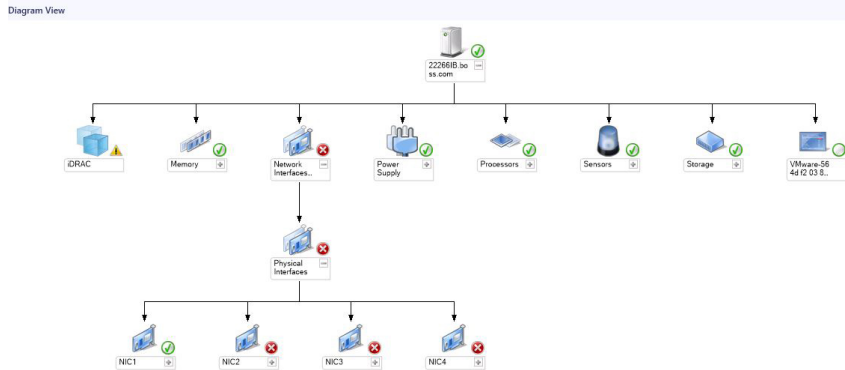 Diagram View
22266IB.bo
ss.com
iDRAC
Memory
Network
Interfaces..
Power
Supply
Processors
Sensors
Storage
VMware-56
4d f2 03 8..
Physical
Interfaces
NIC1
NIC2
NIC3
NIC4